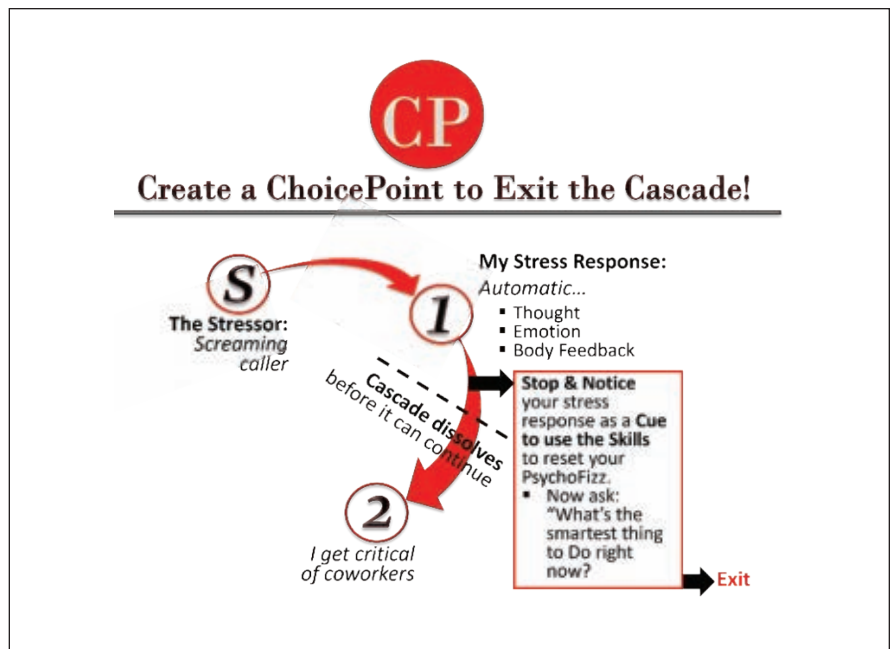 CP
Create a ChoicePoint to Exit the Cascade!
S
The Stressor:
Screaming
caller
1
My Stress Response:
Automatic...
▪ Thought
▪ Emotion
▪ Body Feedback
Cascade dissolves
before it can continue
Stop & Notice
your stress
response as a Cue
to use the Skills
to reset your
PsychoFizz.
▪ Now ask:
“What’s the
smartest thing
to Do right
now?
Exit
2
I get critical
of coworkers